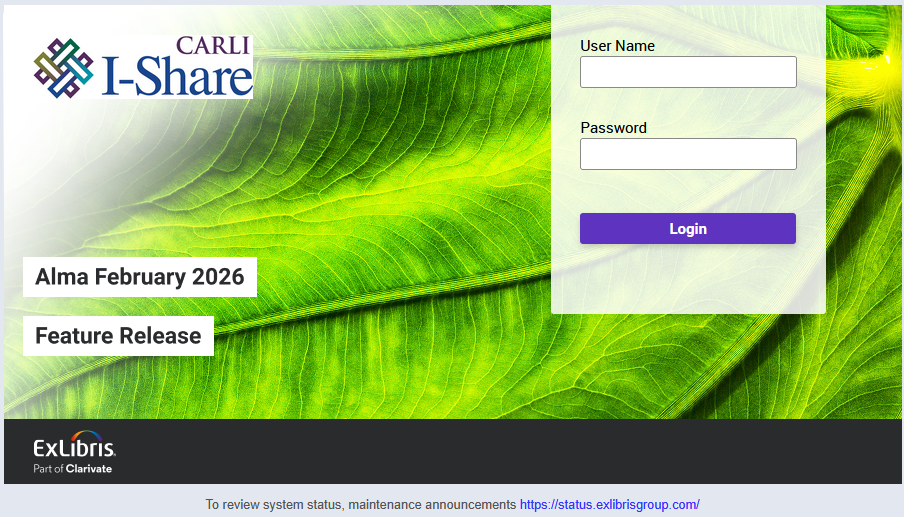 CARLI
I-Share
User Name
Password
Login
Alma February 2026
Feature Release
ExLibris
Part of Clarivate
To review system status, maintenance announcements https://status.exlibrisgroup.com/